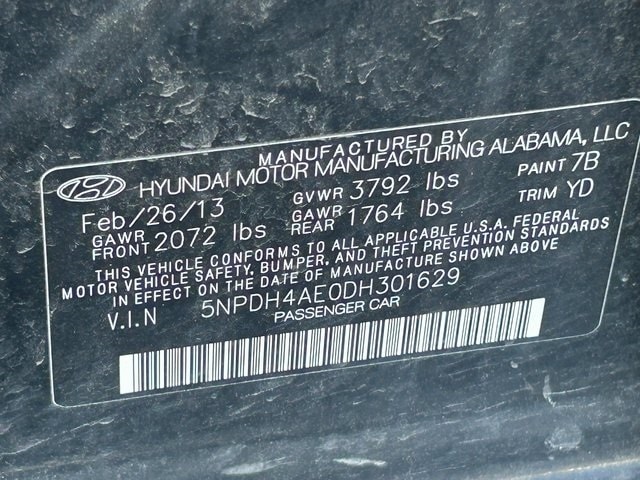 MANUFACTURED BY
HYUNDAI MOTOR MANUFACTURING ALABAMA, LLC
Feb/26/13 GVWR 3792 lbs PAINT 7B
GAWR FRONT 2072 lbs GAWR REAR 1764 lbs TRIM YD
THIS VEHICLE CONFORMS TO ALL APPLICABLE U.S.A. FEDERAL
MOTOR VEHICLE SAFETY, BUMPER, AND THEFT PREVENTION STANDARDS
IN EFFECT ON THE DATE OF MANUFACTURE SHOWN ABOVE
V.I.N 5NPDH4AE0DH301629
PASSENGER CAR